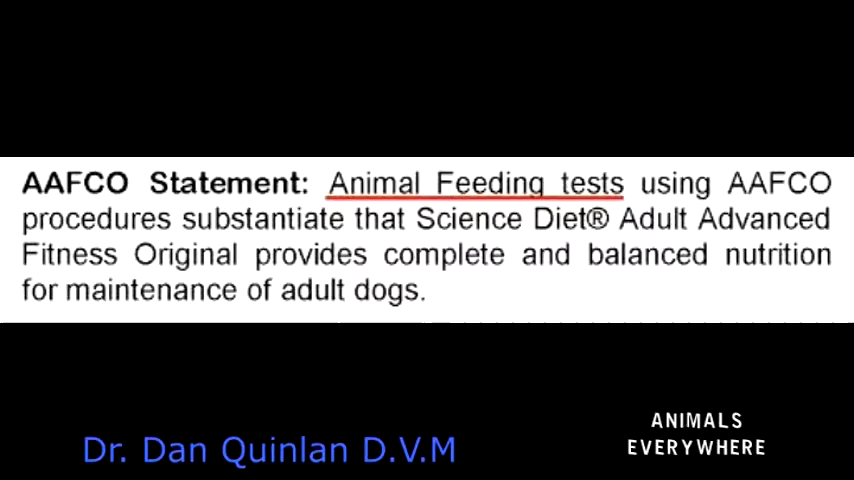 AAFCO Statement: Animal Feeding tests using AAFCO
procedures substantiate that Science Diet® Adult Advanced
Fitness Original provides complete and balanced nutrition
for maintenance of adult dogs.
Dr. Dan Quinlan D.V.M
ANIMALS
EVERYWHERE